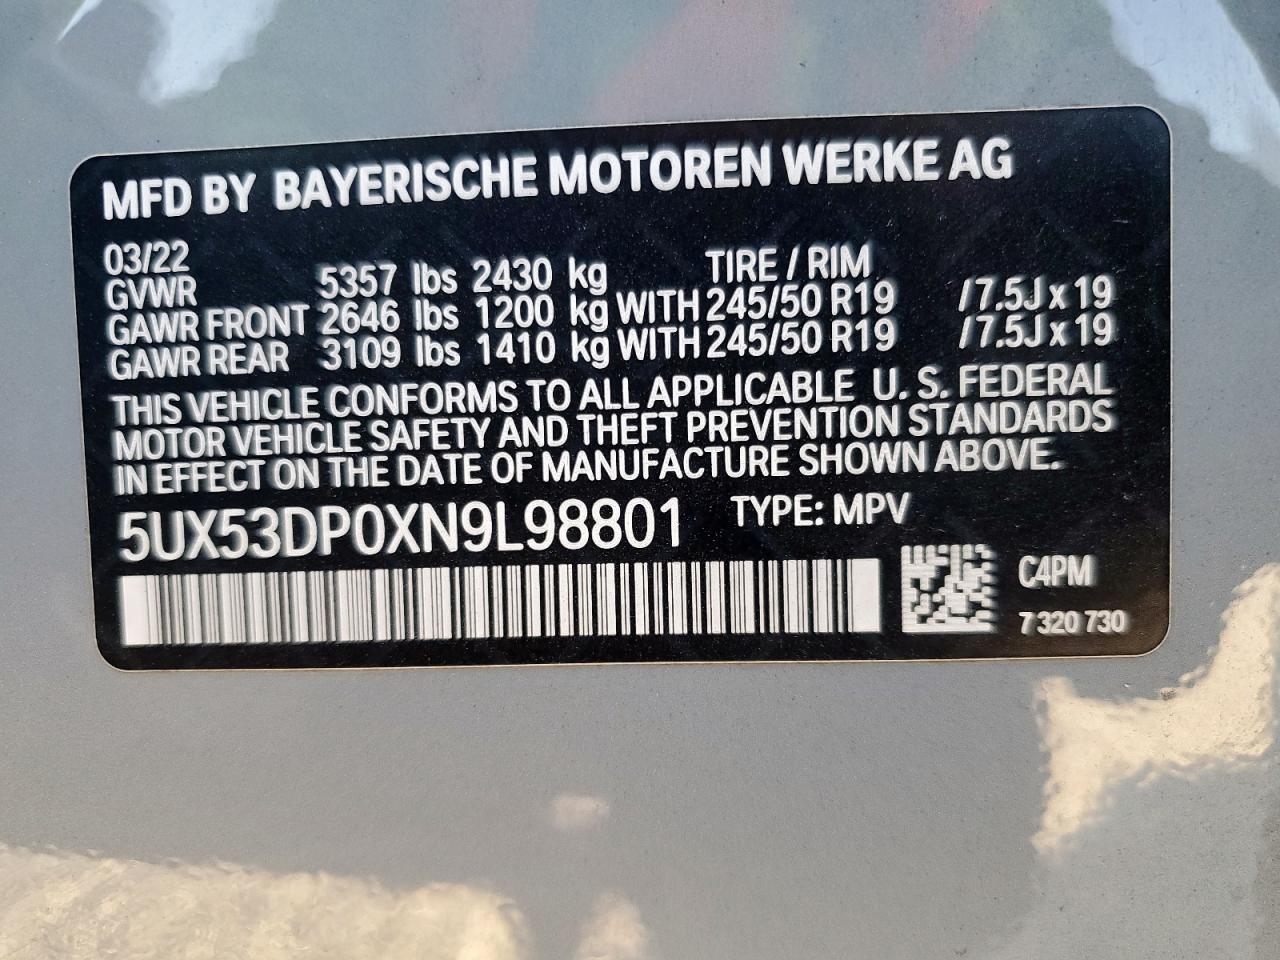 MFD BY BAYERISCHE MOTOREN WERKE AG
03/22
GVWR 5357 lbs 2430 kg TIRE / RIM
GAWR FRONT 2646 lbs 1200 kg WITH 245/50 R19 / 7.5J x 19
GAWR REAR 3109 lbs 1410 kg WITH 245/50 R19 / 7.5J x 19
THIS VEHICLE CONFORMS TO ALL APPLICABLE U. S. FEDERAL
MOTOR VEHICLE SAFETY AND THEFT PREVENTION STANDARDS
IN EFFECT ON THE DATE OF MANUFACTURE SHOWN ABOVE.
5UX53DP0XN9L98801 TYPE: MPV
C4PM
7 320 730